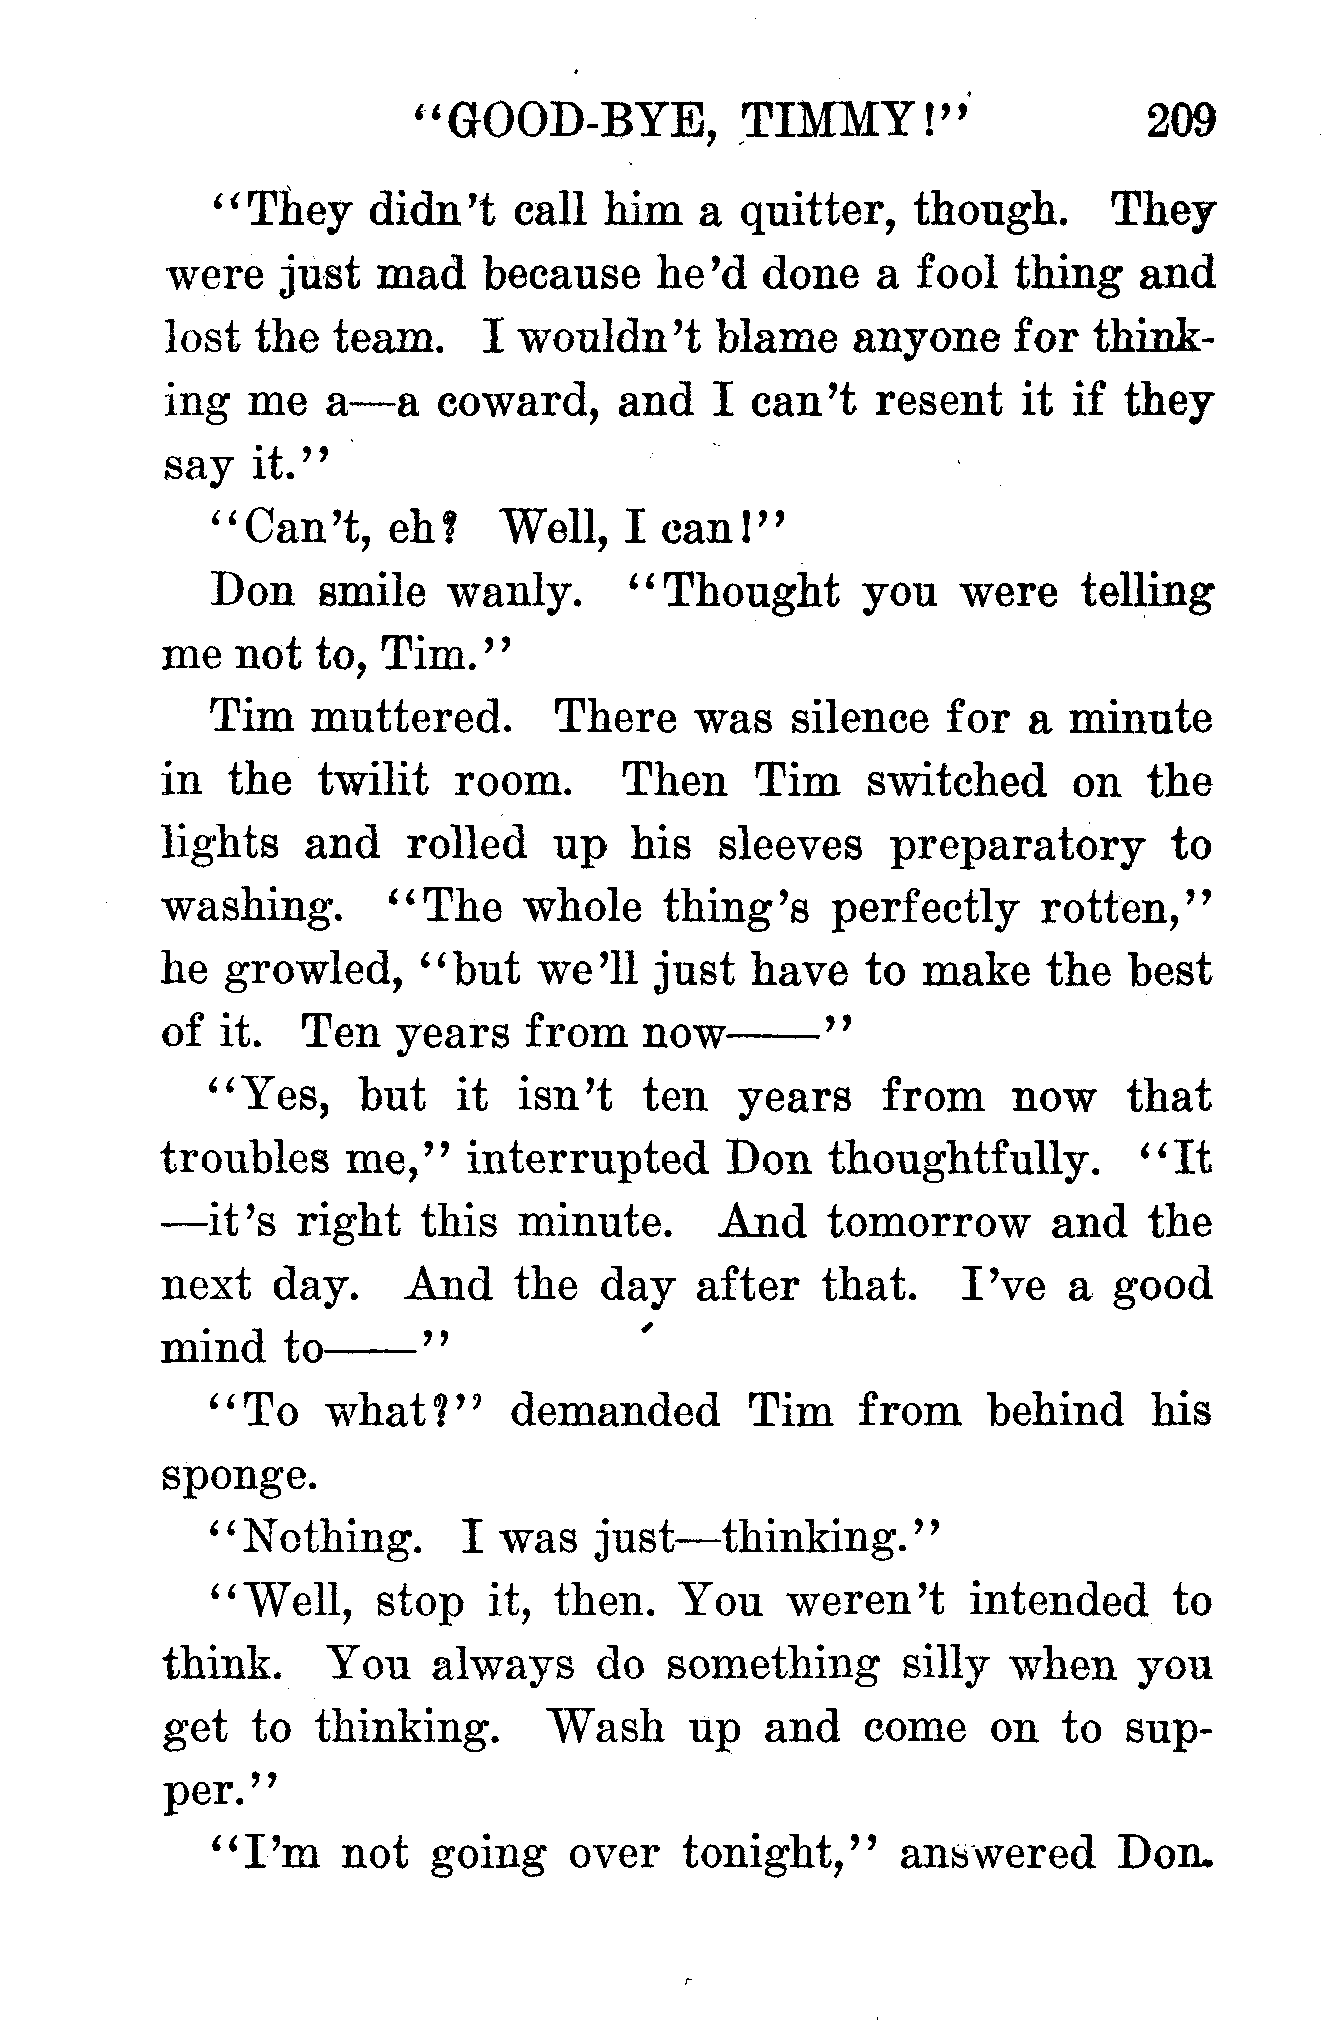 "GOOD-BYE, TIMMY!" 209
"They didn't call him a quitter, though. They
were just mad because he'd done a fool thing and
lost the team. I wouldn't blame anyone for think-
ing me a—a coward, and I can't resent it if they
say it."
"Can't, eh? Well, I can!"
Don smile wanly. "Thought you were telling
me not to, Tim."
Tim muttered. There was silence for a minute
in the twilit room. Then Tim switched on the
lights and rolled up his sleeves preparatory to
washing. "The whole thing's perfectly rotten,"
he growled, "but we'll just have to make the best
of it. Ten years from now——"
"Yes, but it isn't ten years from now that
troubles me," interrupted Don thoughtfully. "It
—it's right this minute. And tomorrow and the
next day. And the day after that. I've a good
mind to——"
"To what?" demanded Tim from behind his
sponge.
"Nothing. I was just—thinking."
"Well, stop it, then. You weren't intended to
think. You always do something silly when you
get to thinking. Wash up and come on to sup-
per."
"I'm not going over tonight," answered Don.